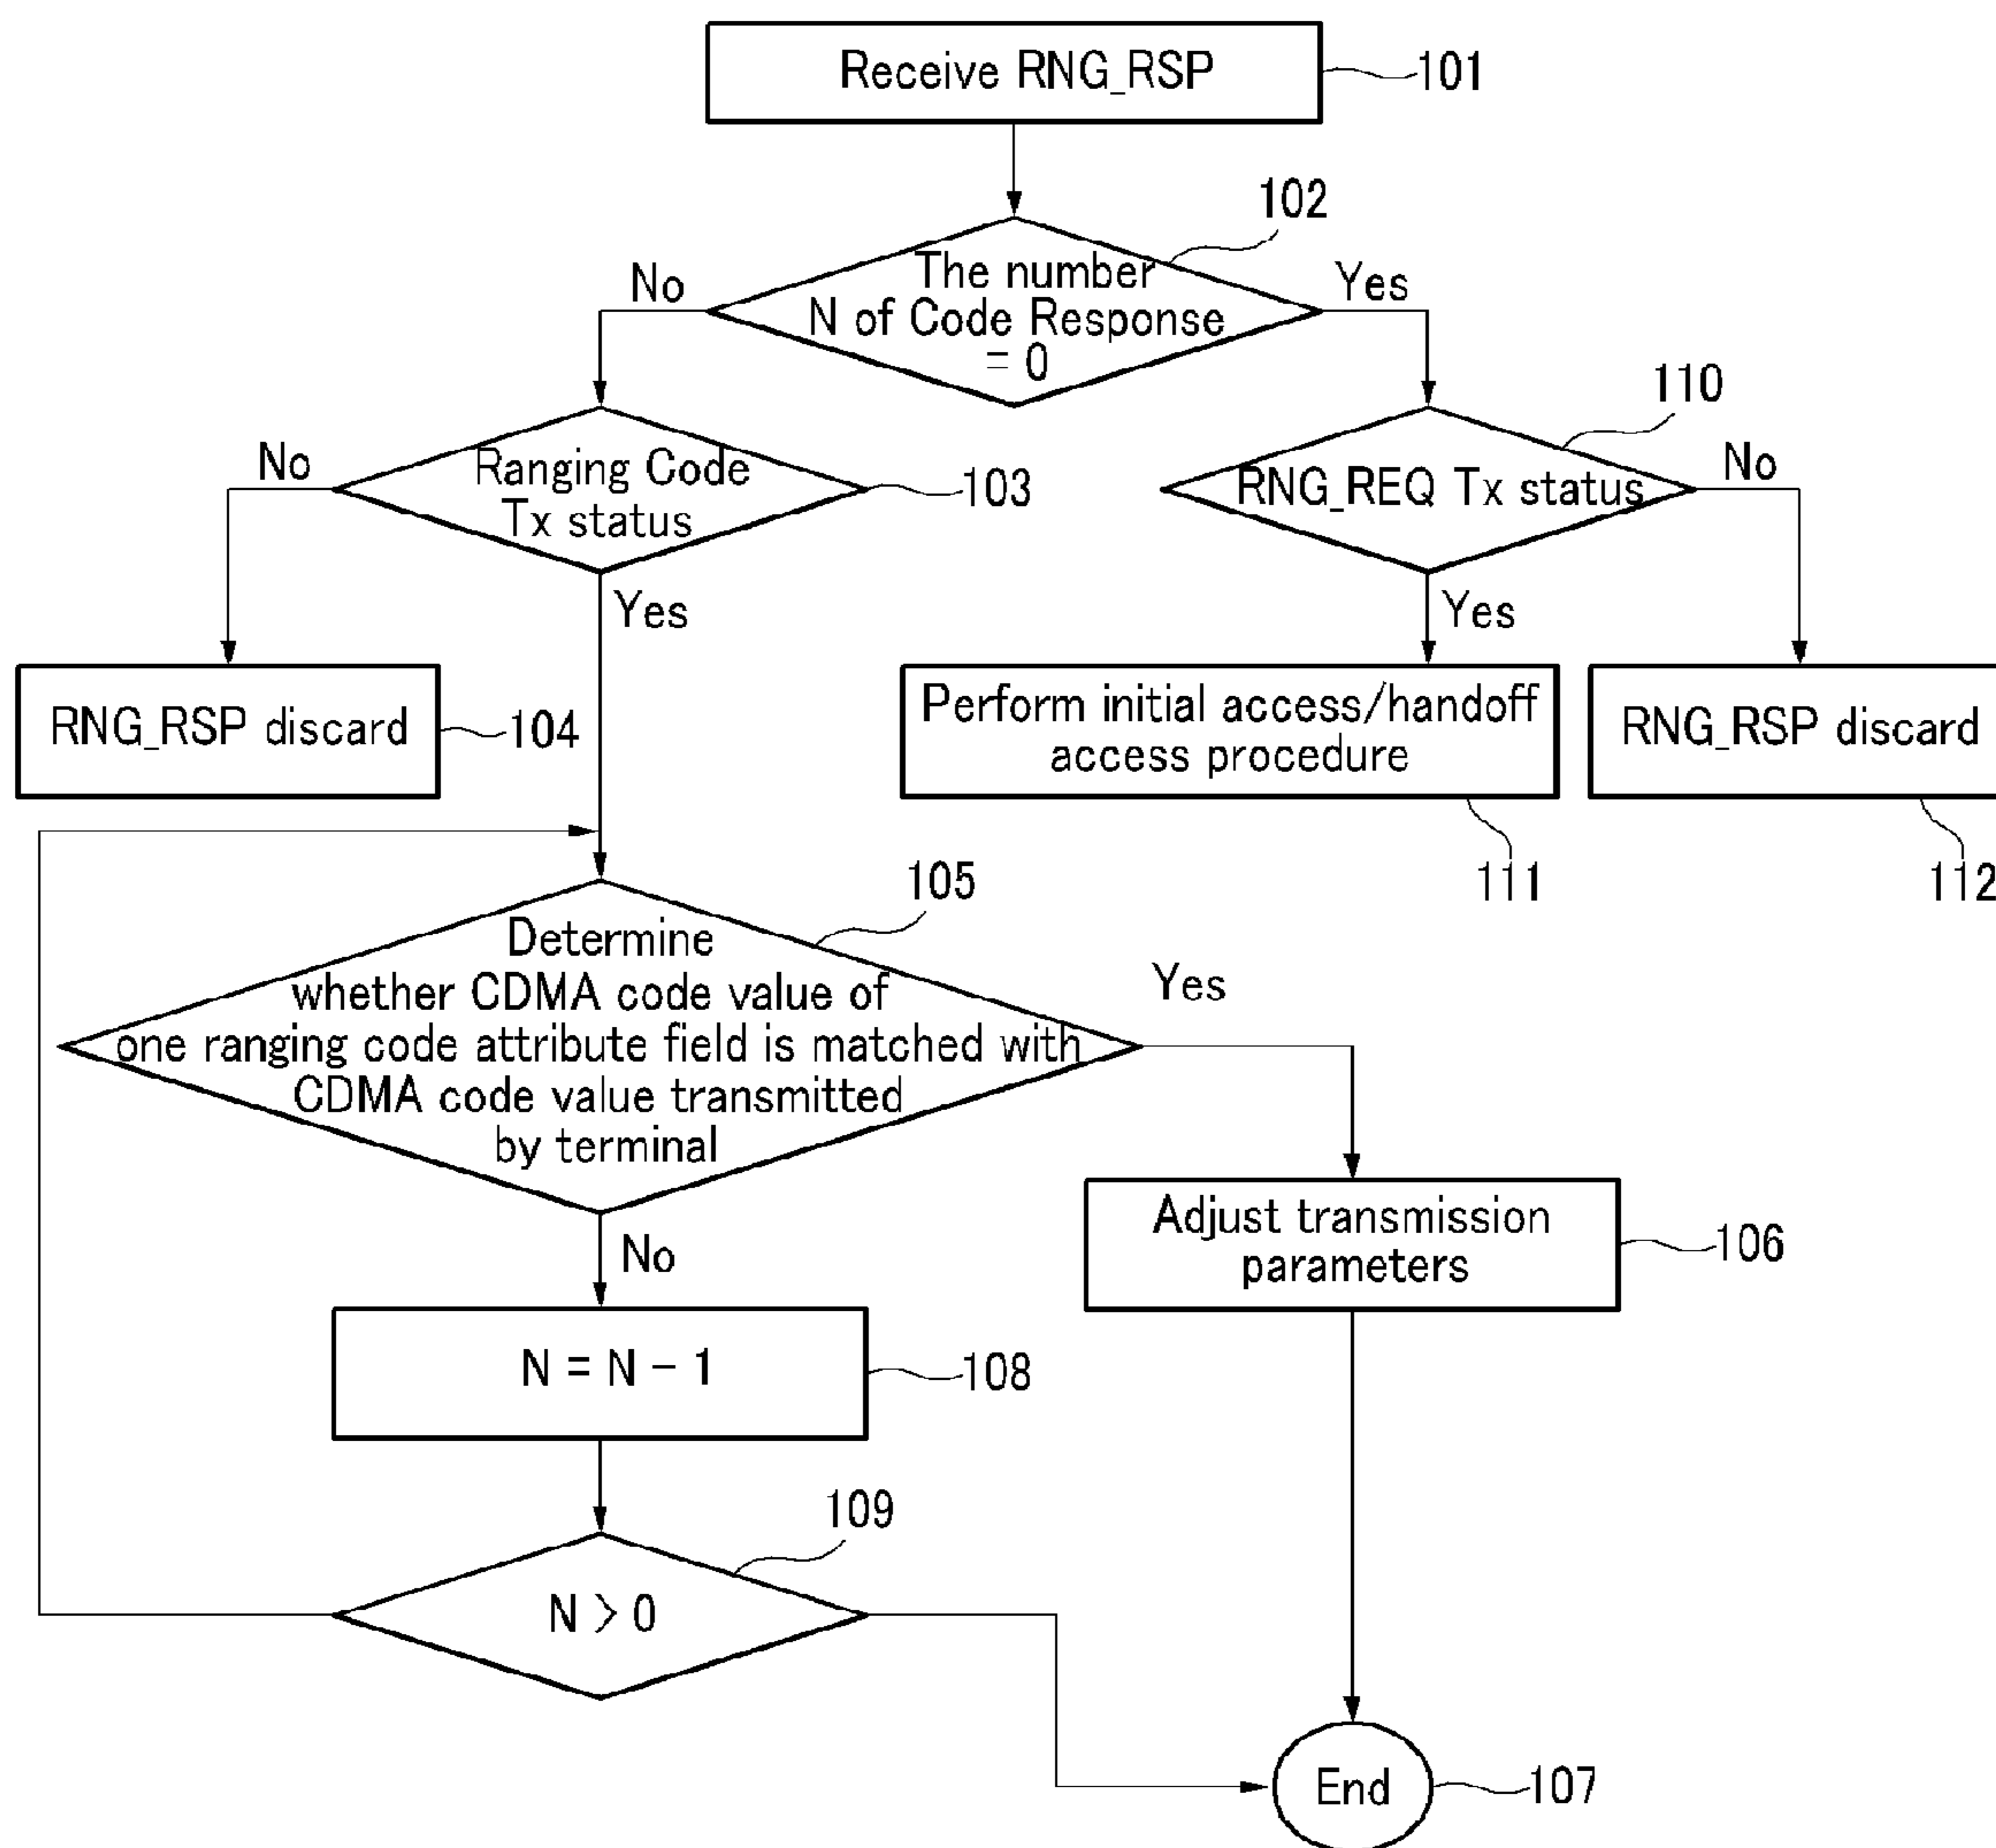 Receive RNG_RSP
101
102
The number
N of Code Response
= 0
No
Yes
110
Ranging Code
Tx status
103
No
Yes
RNG_REQ Tx status
No
Yes
RNG_RSP discard
104
Perform initial access/handoff
access procedure
111
RNG_RSP discard
112
105
Determine
whether CDMA code value of
one ranging code attribute field is matched with
CDMA code value transmitted
by terminal
Yes
No
Adjust transmission
parameters
106
N = N - 1
108
109
N > 0
End
107